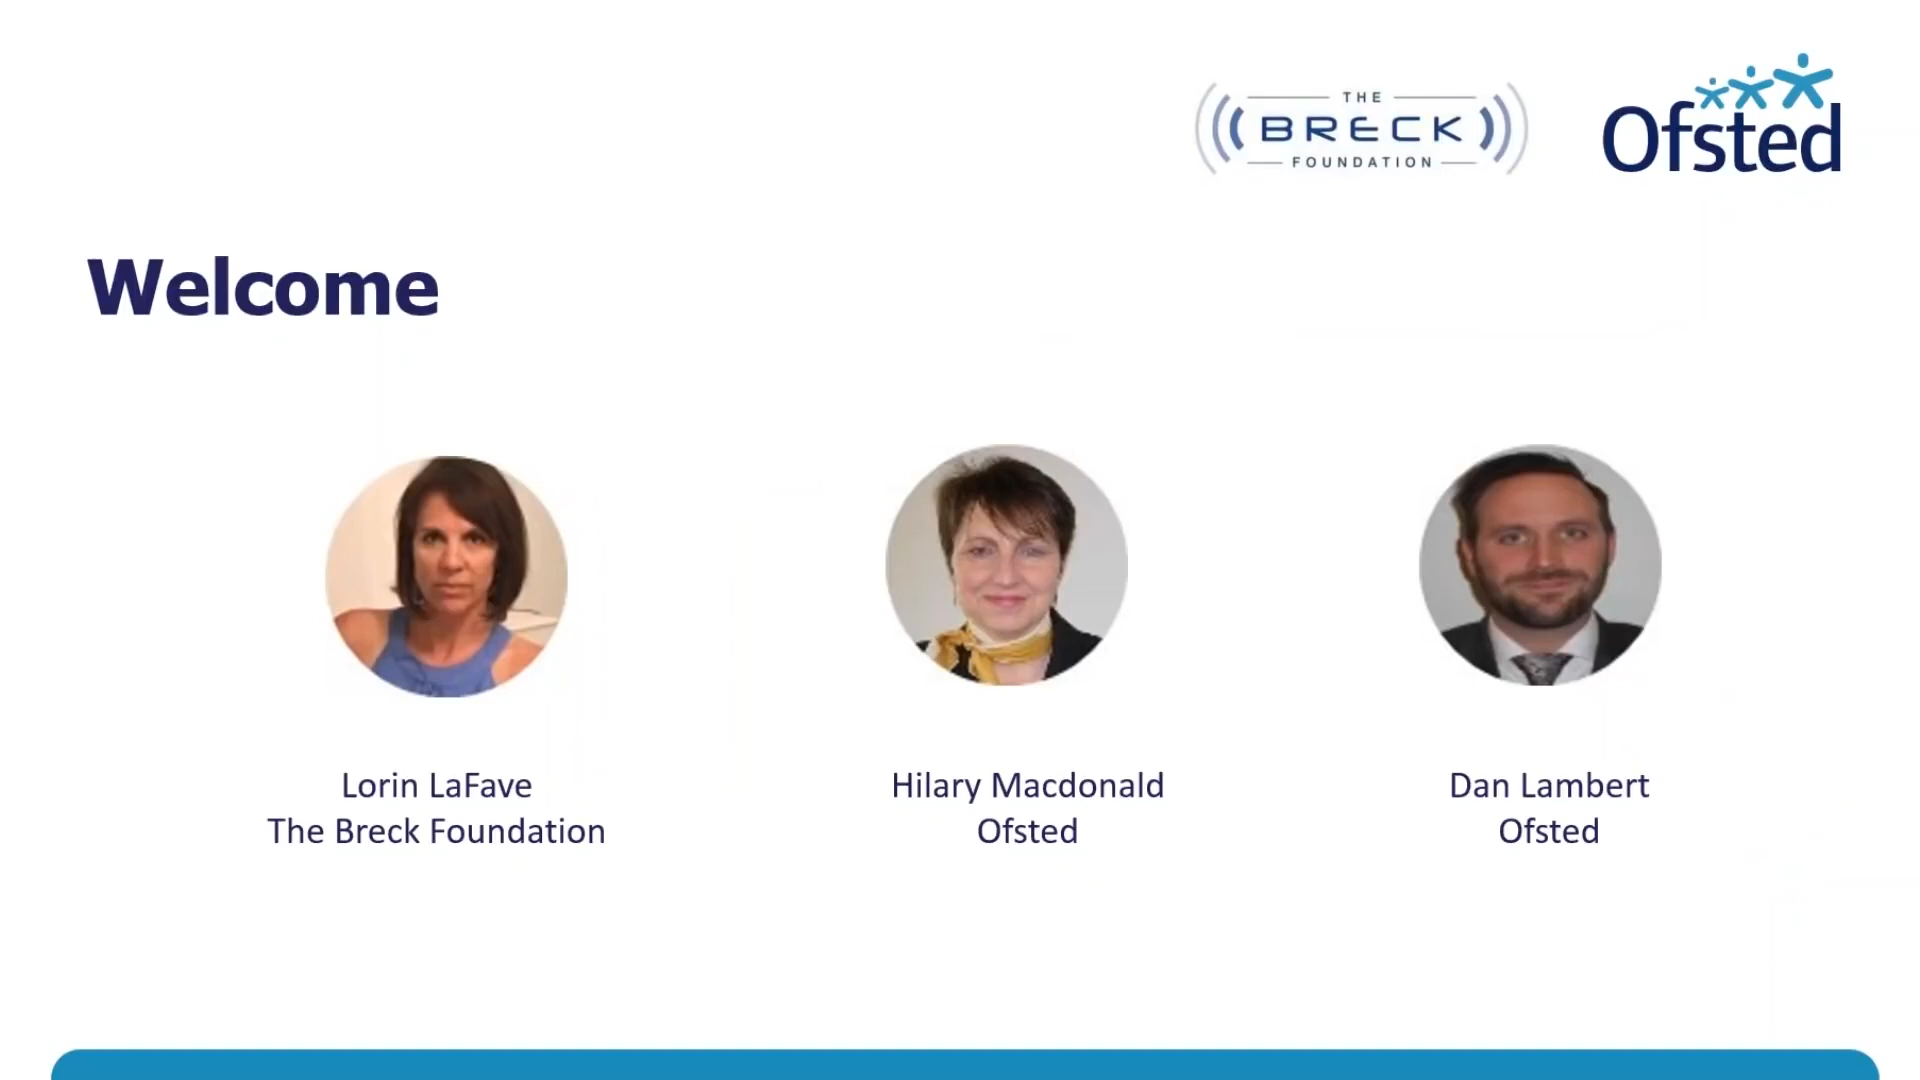 THE
BRECK
FOUNDATION
Ofsted
Welcome
Lorin LaFave
The Breck Foundation
Hilary Macdonald
Ofsted
Dan Lambert
Ofsted